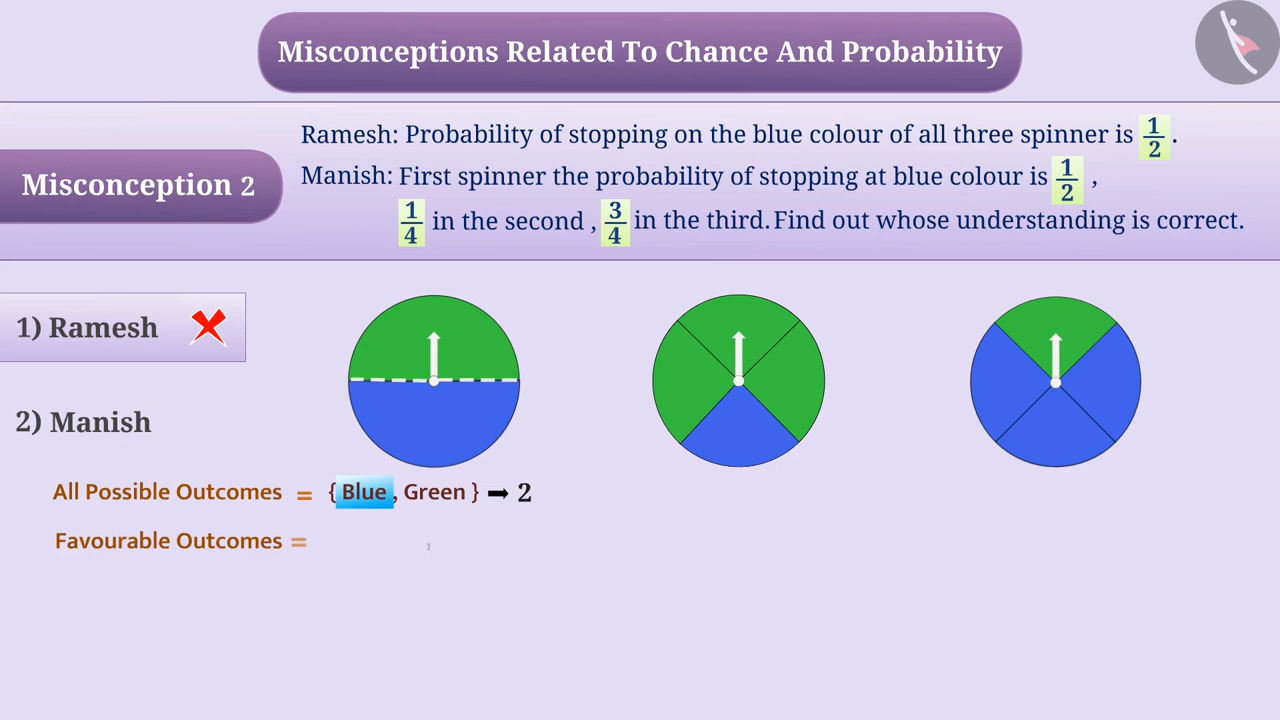 Misconceptions Related To Chance And Probability
Misconception 2
Ramesh: Probability of stopping on the blue colour of all three spinner is 1/2.
Manish: First spinner the probability of stopping at blue colour is 1/2 ,
1/4 in the second , 3/4 in the third. Find out whose understanding is correct.
1) Ramesh
2) Manish
All Possible Outcomes = { Blue , Green } ➡ 2
Favourable Outcomes =
1